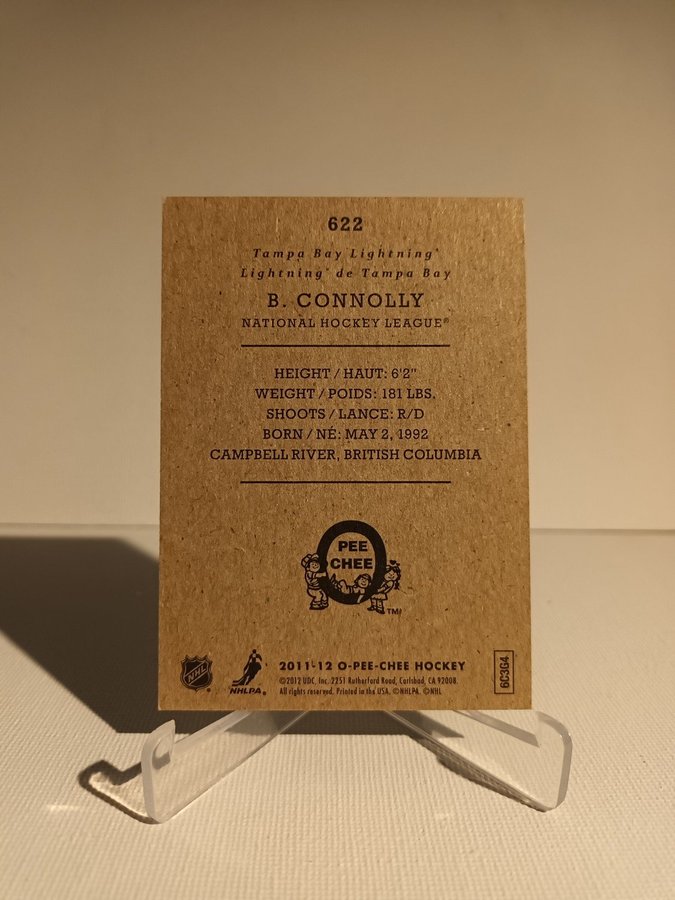 622
Tampa Bay Lightning®
Lightning® de Tampa Bay
B. CONNOLLY
NATIONAL HOCKEY LEAGUE®
HEIGHT / HAUT: 6'2"
WEIGHT / POIDS: 181 LBS.
SHOOTS / LANCE: R/D
BORN / NÉ: MAY 2, 1992
CAMPBELL RIVER, BRITISH COLUMBIA
O
PEE
CHEE
TM
NHL ®
NHLPA®
2011-12 O-PEE-CHEE HOCKEY
©2012 UDC, Inc. 2251 Rutherford Road, Carlsbad, CA 92008.
All rights reserved. Printed in the USA. ©NHLPA. ©NHL
6C3G4